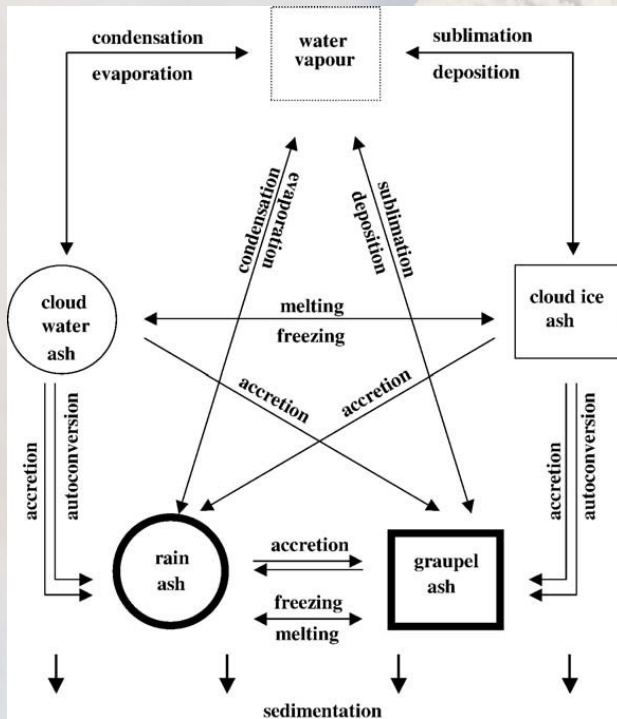 condensation
evaporation
water
vapour
sublimation
deposition
condensation
evaporation
sublimation
deposition
cloud
water
ash
melting
freezing
cloud ice
ash
accretion
accretion
accretion
autoconversion
accretion
autoconversion
rain
ash
accretion
freezing
melting
graupel
ash
sedimentation